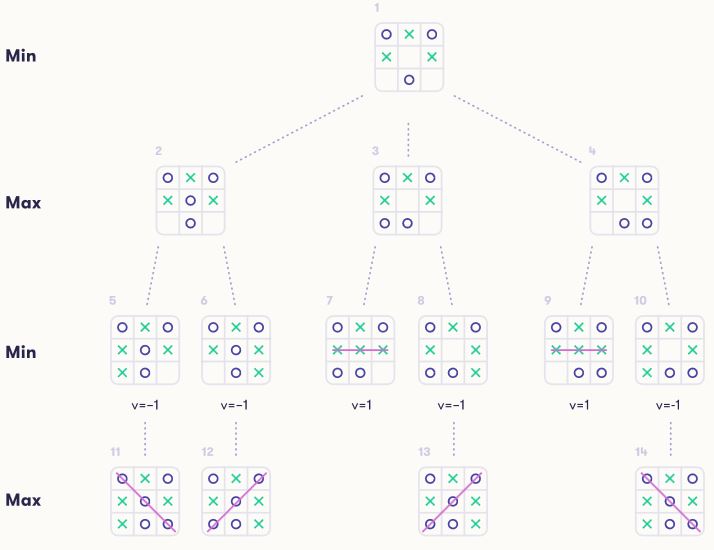 1
Min
O X O
X X
O
2
3
4
O X O
O X O
O X O
Max
X O X
X X
X X
O
O O
O O
5
6
7
8
9
10
O X O
O X O
O X O
O X O
O X O
O X O
Min
X O X
X O X
X X X
X X
X X X
X X
X O
O X
O O
O O X
O O
X O O
v=-1
v=-1
v=1
v=-1
v=1
v=-1
11
12
13
14
O X O
O X O
O X O
O X O
Max
X O X
X O X
X O X
X O X
X O O
O O X
O O X
X O O